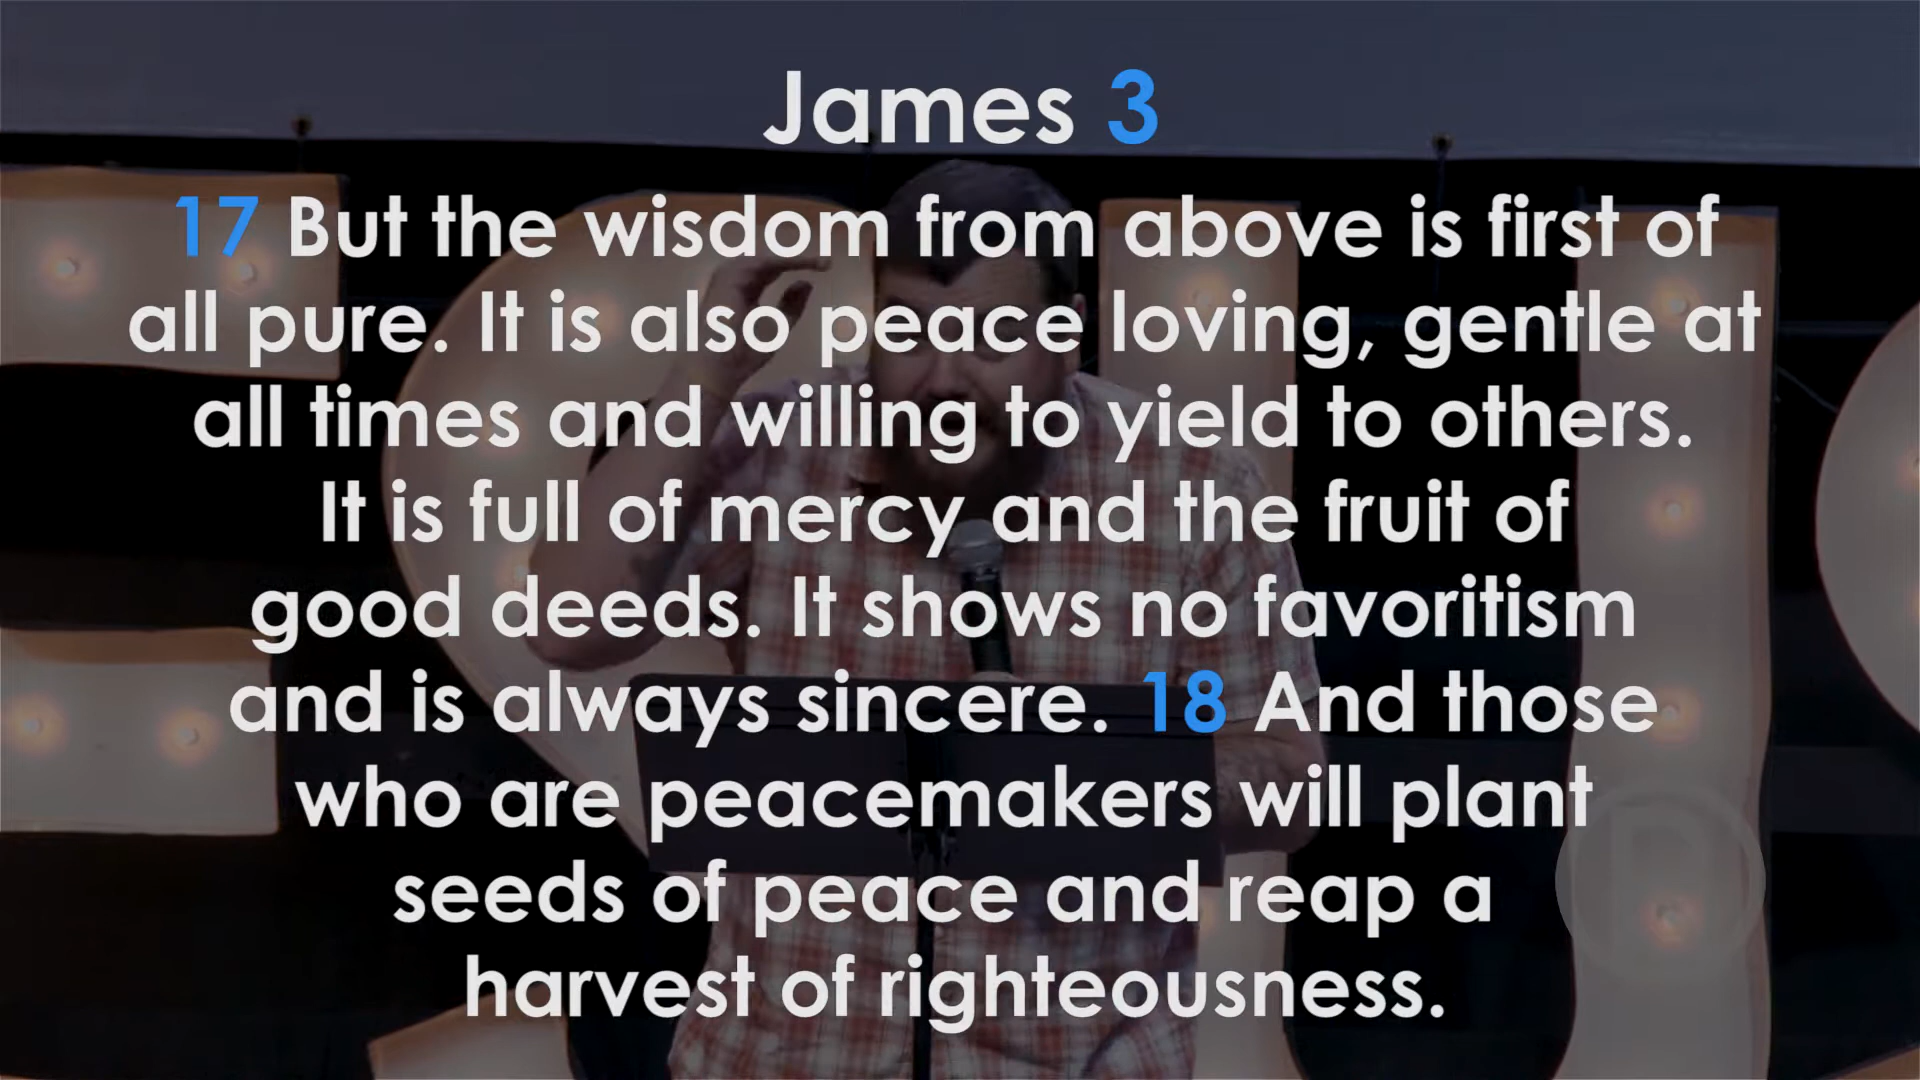 James 3
17 But the wisdom from above is first of
all pure. It is also peace loving, gentle at
all times and willing to yield to others.
It is full of mercy and the fruit of
good deeds. It shows no favoritism
and is always sincere. 18 And those
who are peacemakers will plant
seeds of peace and reap a
harvest of righteousness.